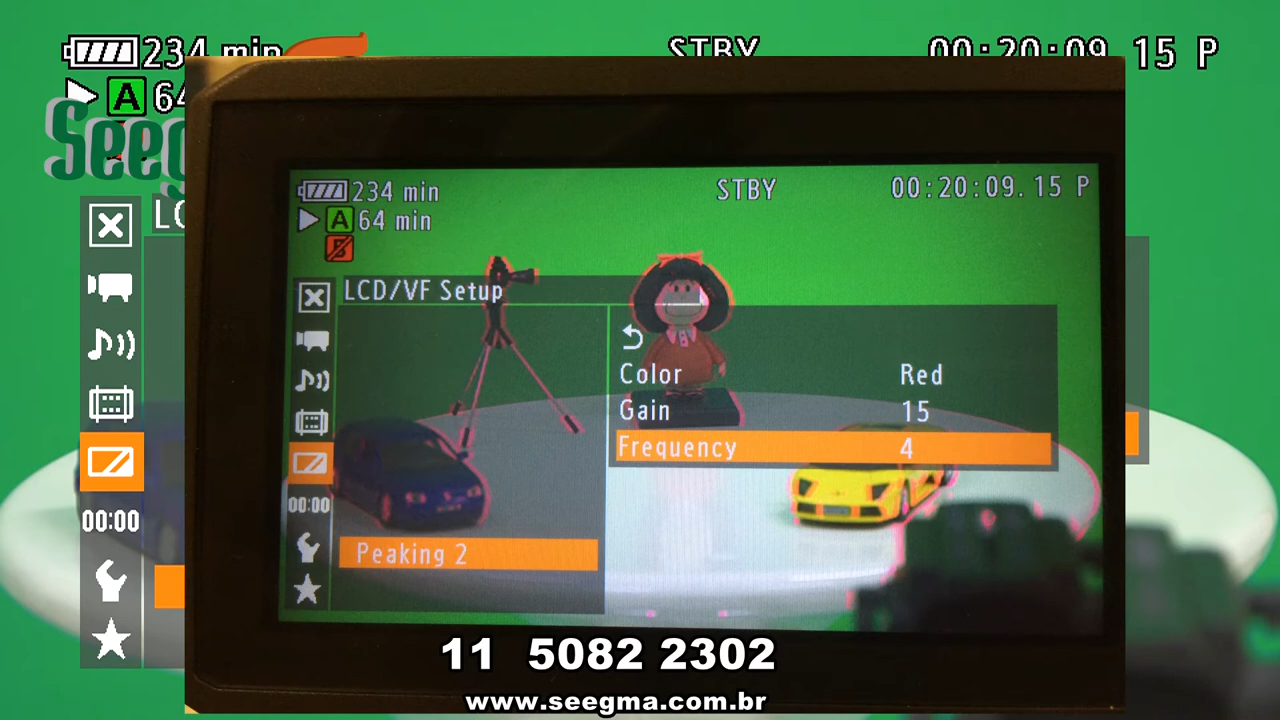 234 min
STBY
00:20:09.15 P
A
Seeg
234 min
STBY
00:20:09.15 P
A 64 min
LCD/VF Setup
Color Red
Gain 15
Frequency 4
00:00
00:00
Peaking 2
11 5082 2302
www.seegma.com.br